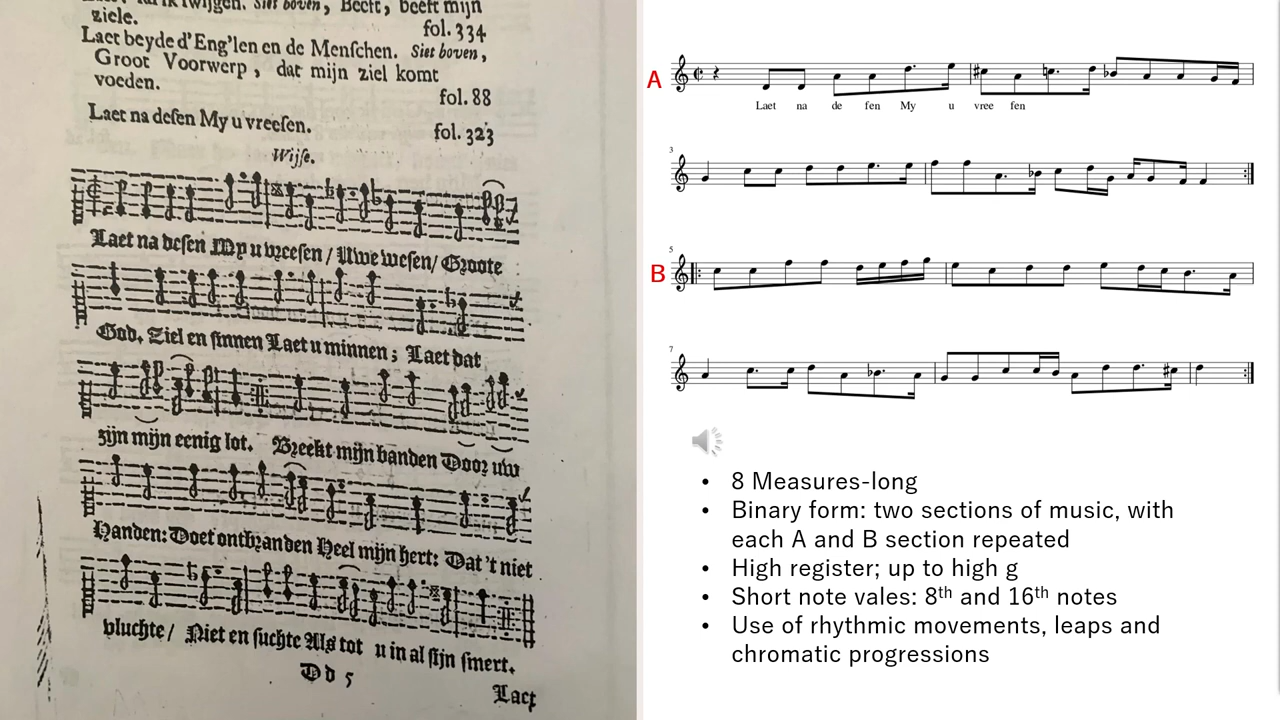 ziele.
fol. 334
Laet beyde d'Eng'len en de Menschen. Siet boven,
Groot Voorwerp, dat mijn ziel komt
voeden.
fol. 88
Laet na desen My u vreesen.
fol. 323
Wijse.
Laet na desen My u vreesen / Uwe wesen/ Groote
God, Ziel en sinnen Laet u minnen; Laet dat
zijn mijn eenig lot. Breekt mijn banden Door uw
Handen: Doet ontbranden Heel mijn hert: Dat 't niet
vluchte / Niet en suchte Als tot u in al sijn smert.
D d 5
Laet
A
Laet na de sen My u vree sen
3
5
B
7
• 8 Measures-long
• Binary form: two sections of music, with
each A and B section repeated
• High register; up to high g
• Short note vales: 8th and 16th notes
• Use of rhythmic movements, leaps and
chromatic progressions